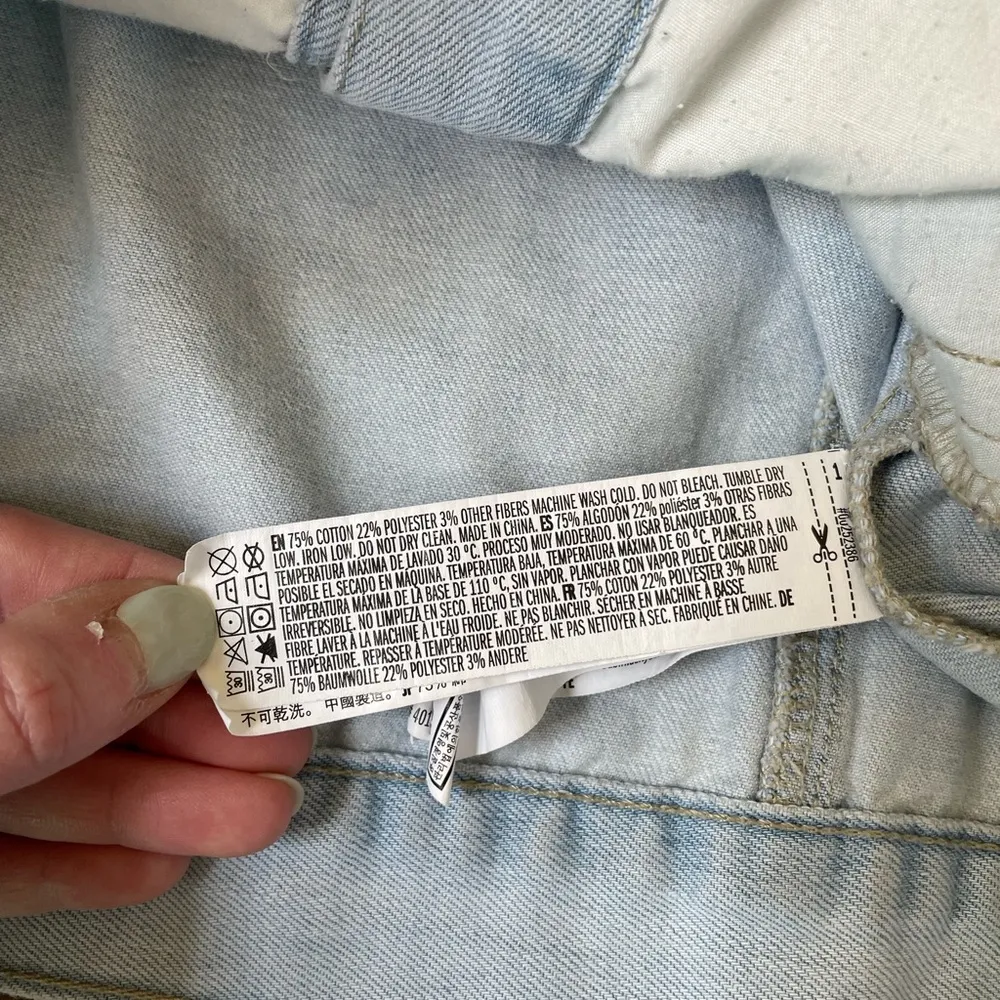 EN 75% COTTON 22% POLYESTER 3% OTHER FIBERS MACHINE WASH COLD. DO NOT BLEACH. TUMBLE DRY
LOW. IRON LOW. DO NOT DRY CLEAN. MADE IN CHINA. ES 75% ALGODÓN 22% poliéster 3% OTRAS FIBRAS
TEMPERATURA MÁXIMA DE LAVADO 30 °C. PROCESO MUY MODERADO. NO USAR BLANQUEADOR. ES
POSIBLE EL SECADO EN MÁQUINA. TEMPERATURA BAJA, TEMPERATURA MÁXIMA DE 60 °C. PLANCHAR A UNA
TEMPERATURA MÁXIMA DE LA BASE DE 110 °C, SIN VAPOR. PLANCHAR CON VAPOR PUEDE CAUSAR DAÑO
IRREVERSIBLE. NO LIMPIEZA EN SECO. HECHO EN CHINA. FR 75% COTON 22% POLYESTER 3% AUTRE
FIBRE LAVER À LA MACHINE À L'EAU FROIDE. NE PAS BLANCHIR. SÉCHER EN MACHINE À BASSE
TEMPÉRATURE. REPASSER À TEMPÉRATURE MODÉRÉE. NE PAS NETTOYER À SEC. FABRIQUÉ EN CHINE. DE
75% BAUMWOLLE 22% POLYESTER 3% ANDERE
不可乾洗。中國製造。JP 75%
401
1